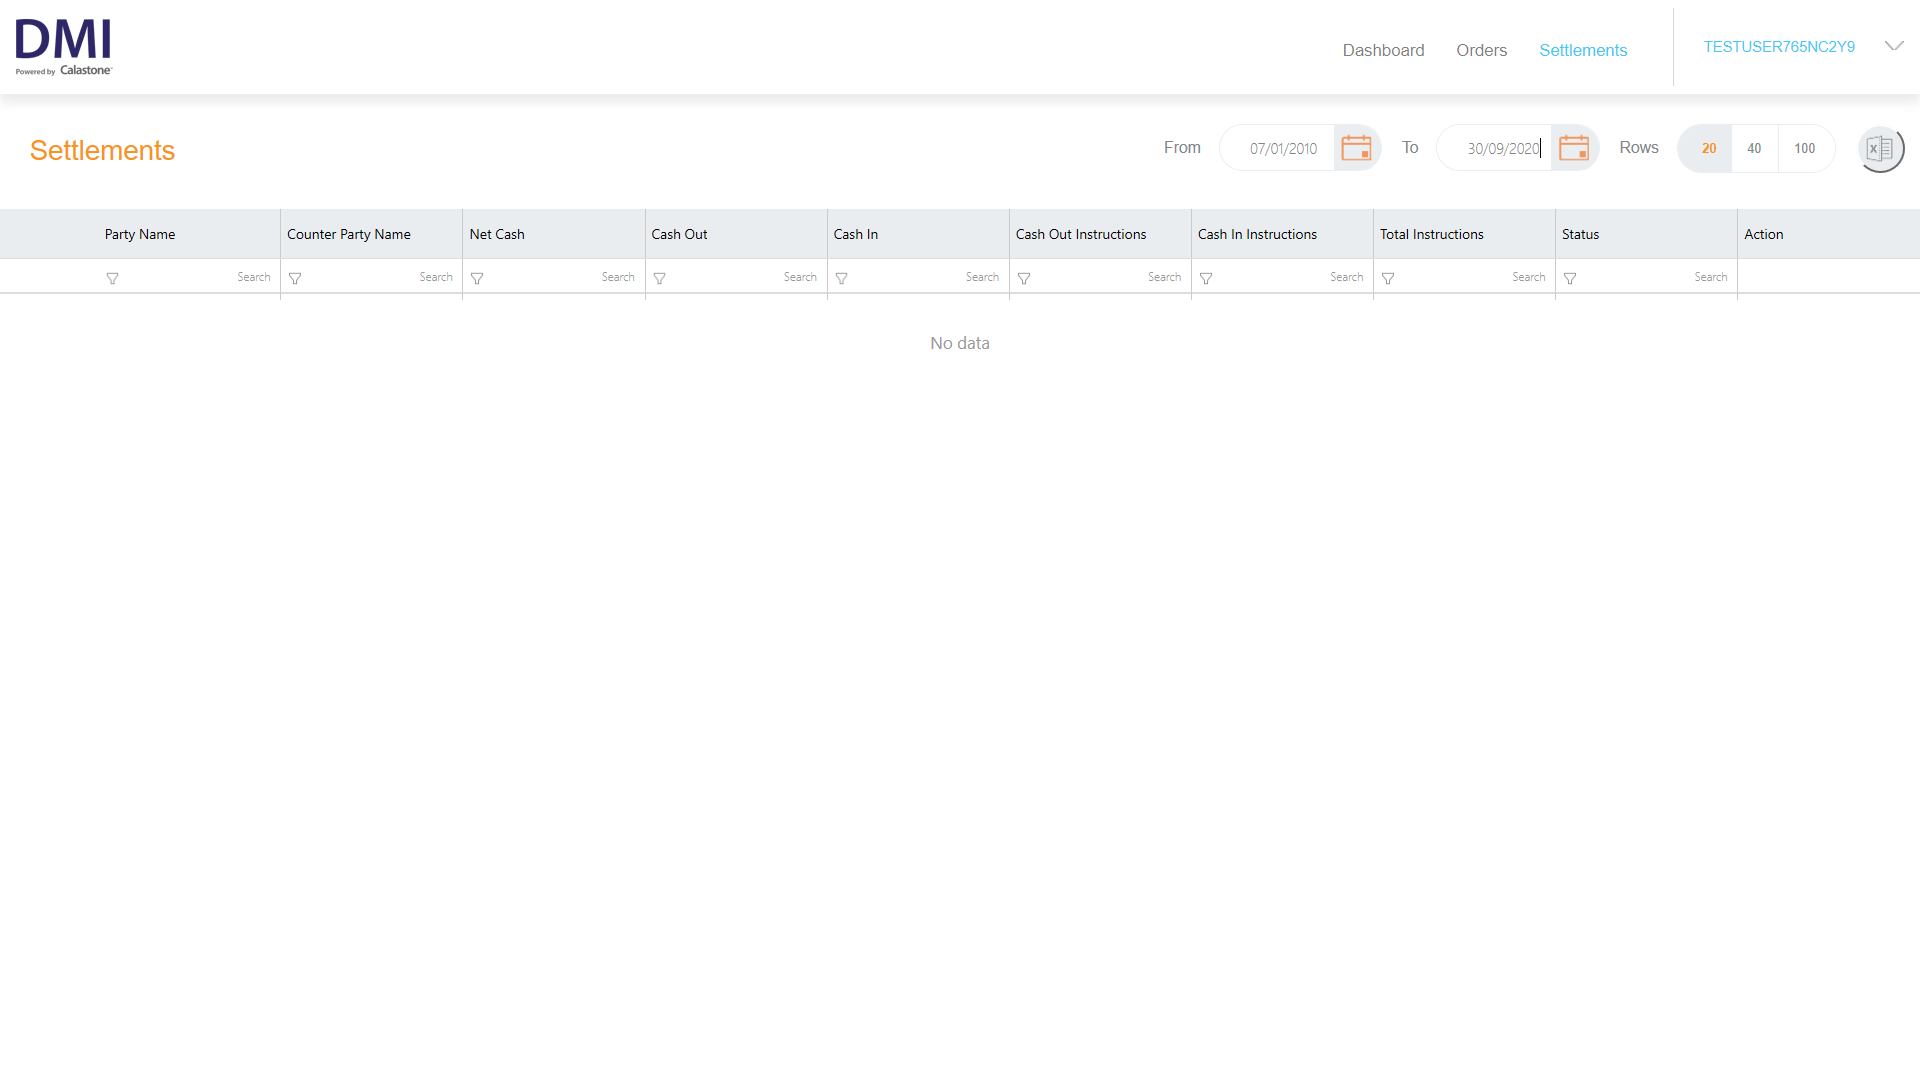 DMI
Powered by Calastone
Dashboard Orders Settlements TESTUSER765NC2Y9
Settlements
From 07/01/2010 To 30/09/2020 Rows 20 40 100
Party Name Counter Party Name Net Cash Cash Out Cash In Cash Out Instructions Cash In Instructions Total Instructions Status Action
Search Search Search Search Search Search Search Search Search
No data